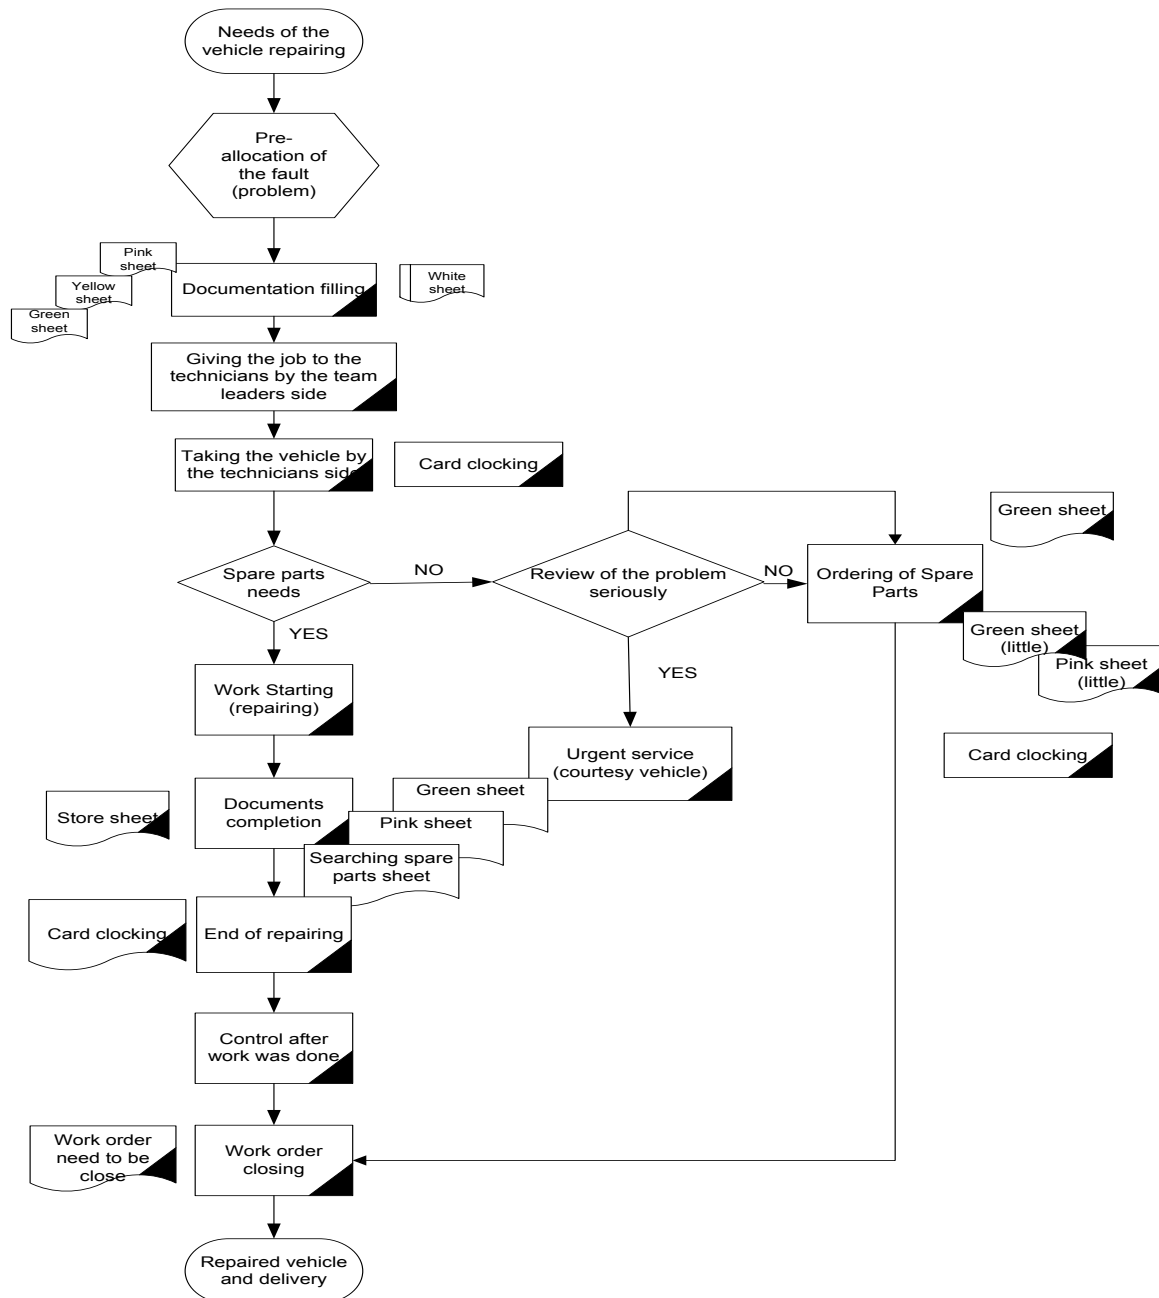 Needs of the
vehicle repairing
Pre-
allocation of
the fault
(problem)
Pink
sheet
Yellow
sheet
Green
sheet
Documentation filling
White
sheet
Giving the job to the
technicians by the team
leaders side
Taking the vehicle by
the technicians side
Card clocking
Spare parts
needs
NO
Review of the problem
seriously
NO
Ordering of Spare
Parts
Green sheet
Green sheet
(little)
Pink sheet
(little)
Card clocking
YES
YES
Work Starting
(repairing)
Urgent service
(courtesy vehicle)
Store sheet
Documents
completion
Green sheet
Pink sheet
Searching spare
parts sheet
Card clocking
End of repairing
Control after
work was done
Work order
need to be
close
Work order
closing
Repaired vehicle
and delivery